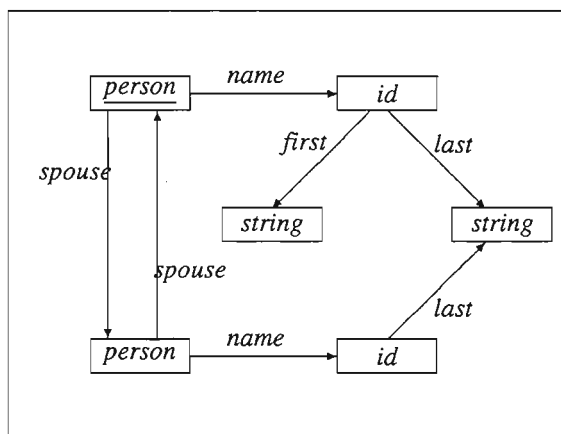 person name id
first last
spouse
string string
spouse
last
person name id